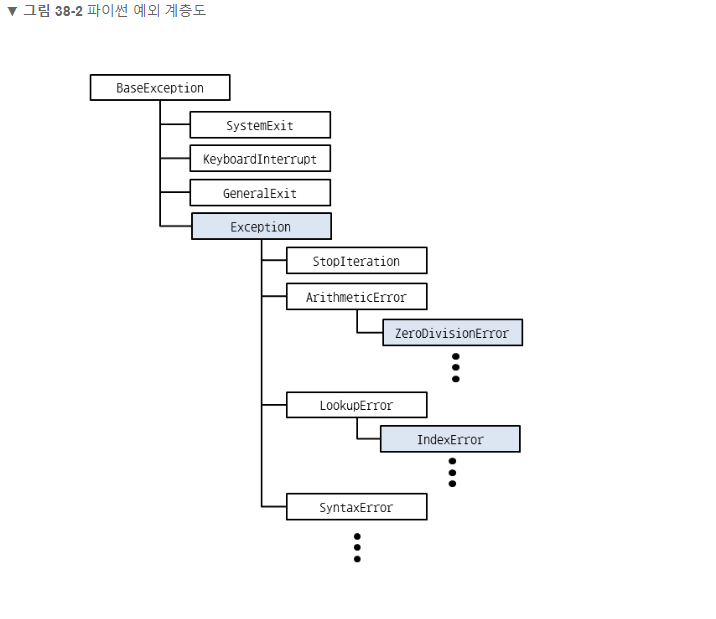 ▼ 그림 38-2 파이썬 예외 계층도
BaseException
SystemExit
KeyboardInterrupt
GeneralExit
Exception
StopIteration
ArithmeticError
ZeroDivisionError
LookupError
IndexError
SyntaxError